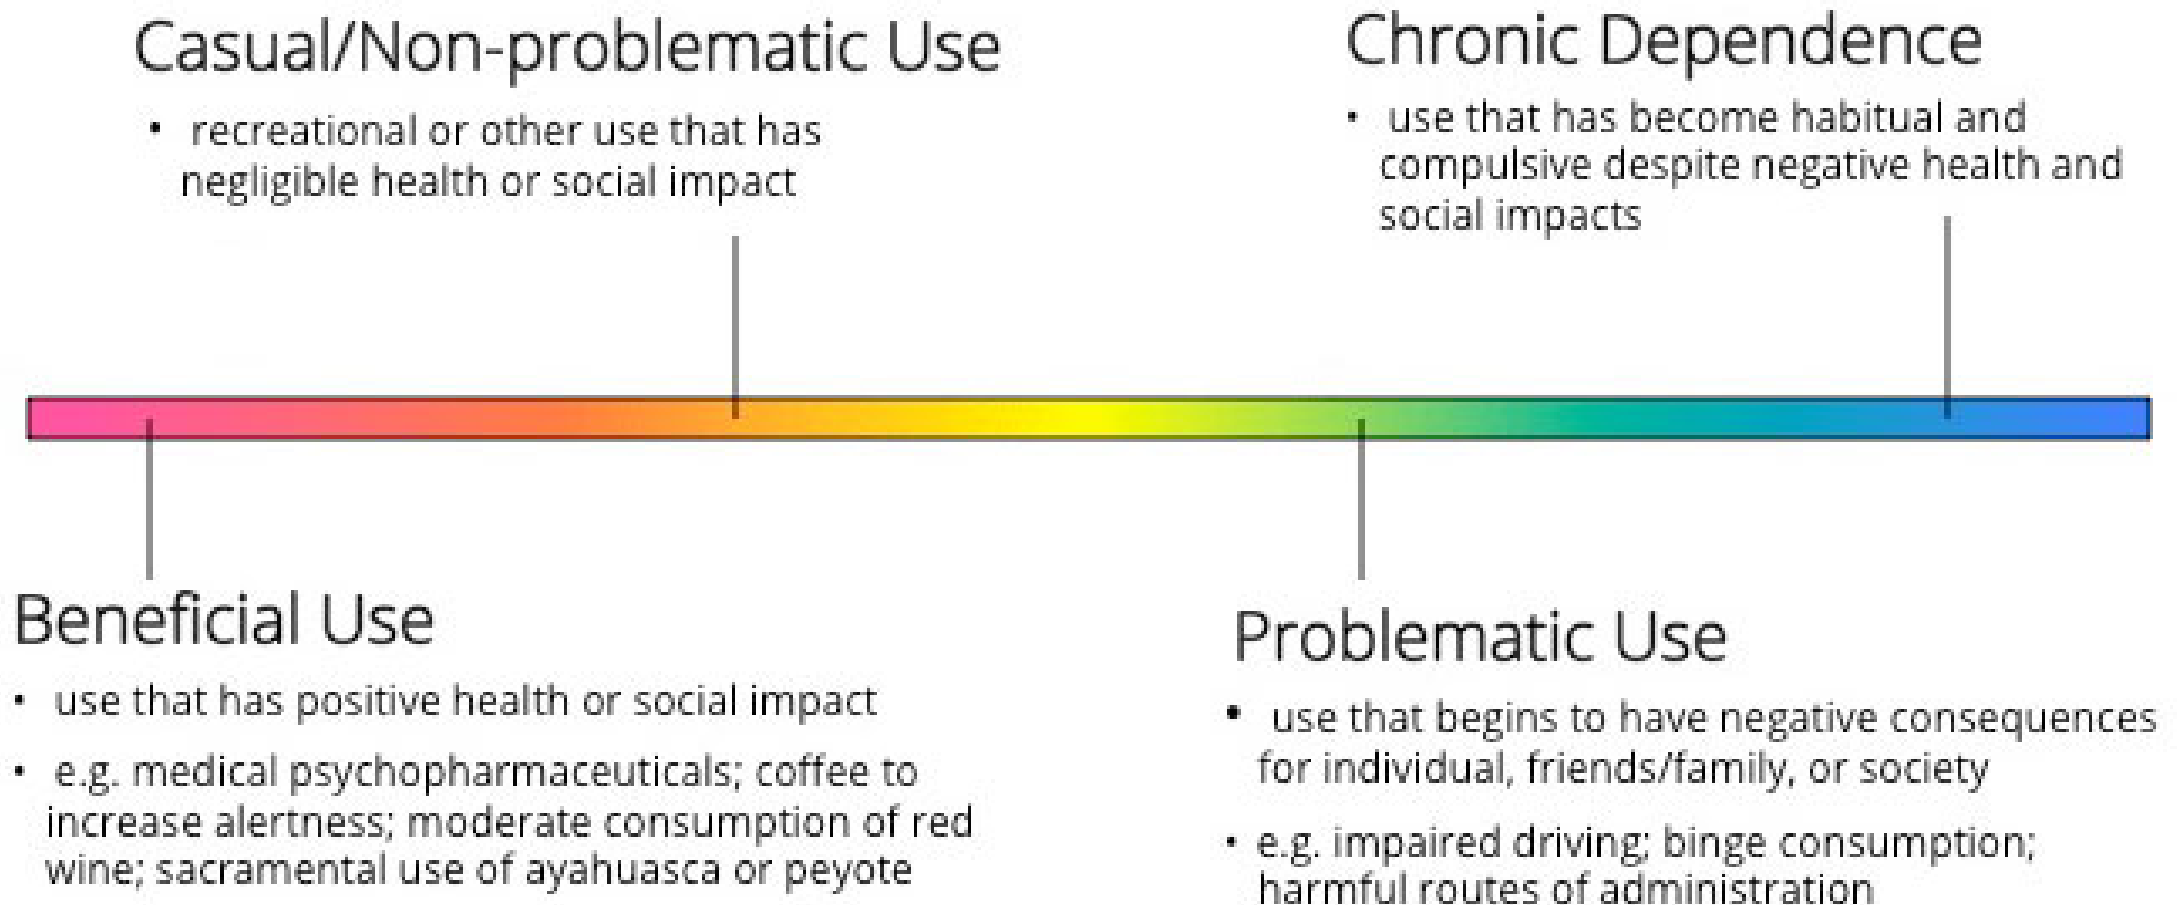 Casual/Non-problematic Use
• recreational or other use that has
negligible health or social impact
Chronic Dependence
• use that has become habitual and
compulsive despite negative health and
social impacts
Beneficial Use
• use that has positive health or social impact
• e.g. medical psychopharmaceuticals; coffee to
increase alertness; moderate consumption of red
wine; sacramental use of ayahuasca or peyote
Problematic Use
• use that begins to have negative consequences
for individual, friends/family, or society
• e.g. impaired driving; binge consumption;
harmful routes of administration